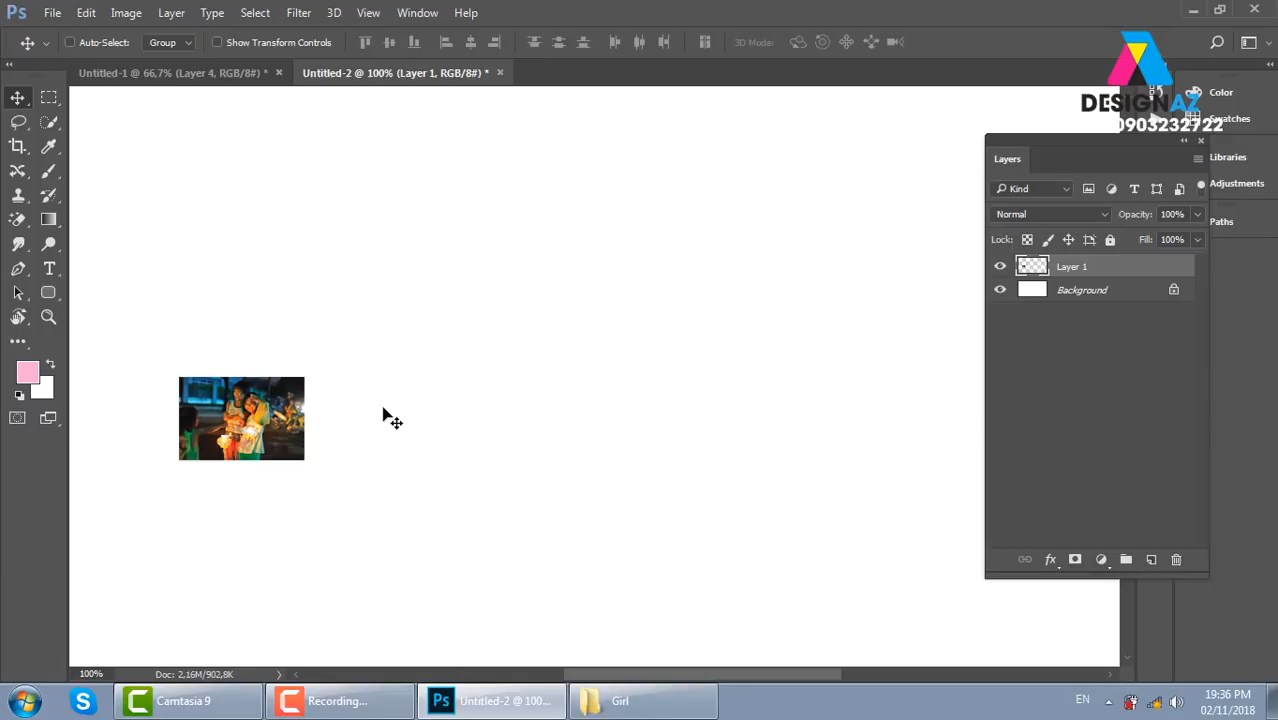 Ps File Edit Image Layer Type Select Filter 3D View Window Help
Auto-Select: Group Show Transform Controls 3D Mode:
Untitled-1 @ 66,7% (Layer 4, RGB/8#) * Untitled-2 @ 100% (Layer 1, RGB/8#) *
DESIGNAZ
0903232722
Color
Swatches
Libraries
Adjustments
Paths
Layers
Kind
Normal Opacity: 100%
Lock: Fill: 100%
Layer 1
Background
100% Doc: 2,16M/902,8K
Camtasia 9 Recording... Ps Untitled-2 @ 100... Girl EN
19:36 PM
02/11/2018